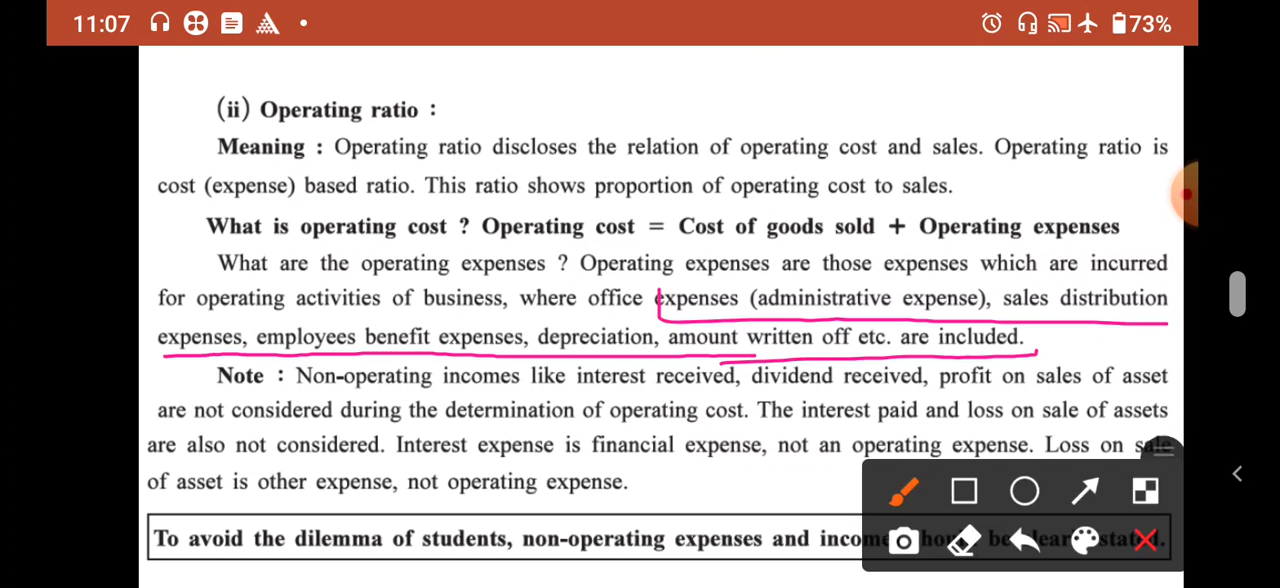 11:07
73%
(ii) Operating ratio :
Meaning : Operating ratio discloses the relation of operating cost and sales. Operating ratio is
cost (expense) based ratio. This ratio shows proportion of operating cost to sales.
What is operating cost ? Operating cost = Cost of goods sold + Operating expenses
What are the operating expenses ? Operating expenses are those expenses which are incurred
for operating activities of business, where office expenses (administrative expense), sales distribution
expenses, employees benefit expenses, depreciation, amount written off etc. are included.
Note : Non-operating incomes like interest received, dividend received, profit on sales of asset
are not considered during the determination of operating cost. The interest paid and loss on sale of assets
are also not considered. Interest expense is financial expense, not an operating expense. Loss on sale
of asset is other expense, not operating expense.
To avoid the dilemma of students, non-operating expenses and